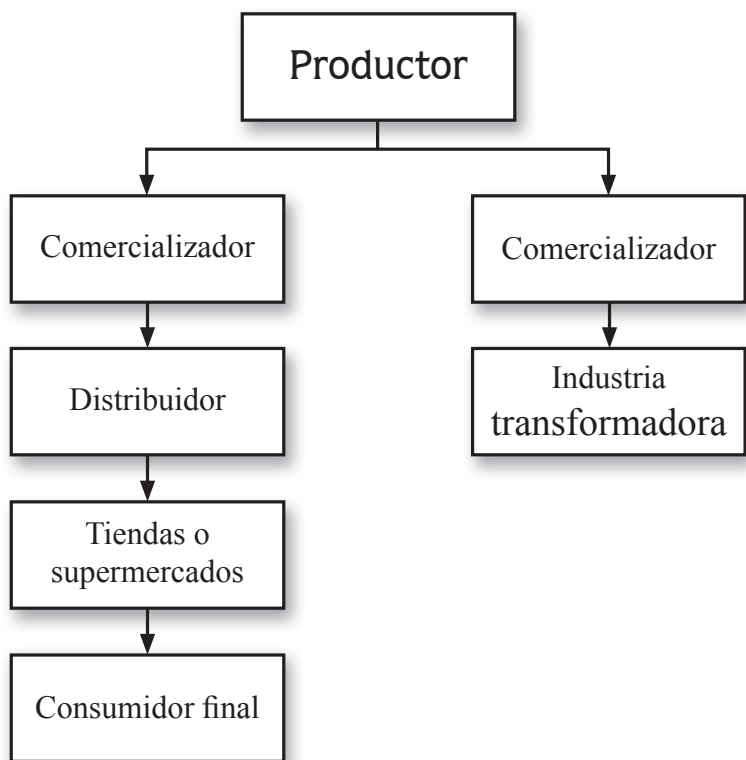 Productor
Comercializador
Comercializador
Distribuidor
Industria
transformadora
Tiendas o
supermercados
Consumidor final